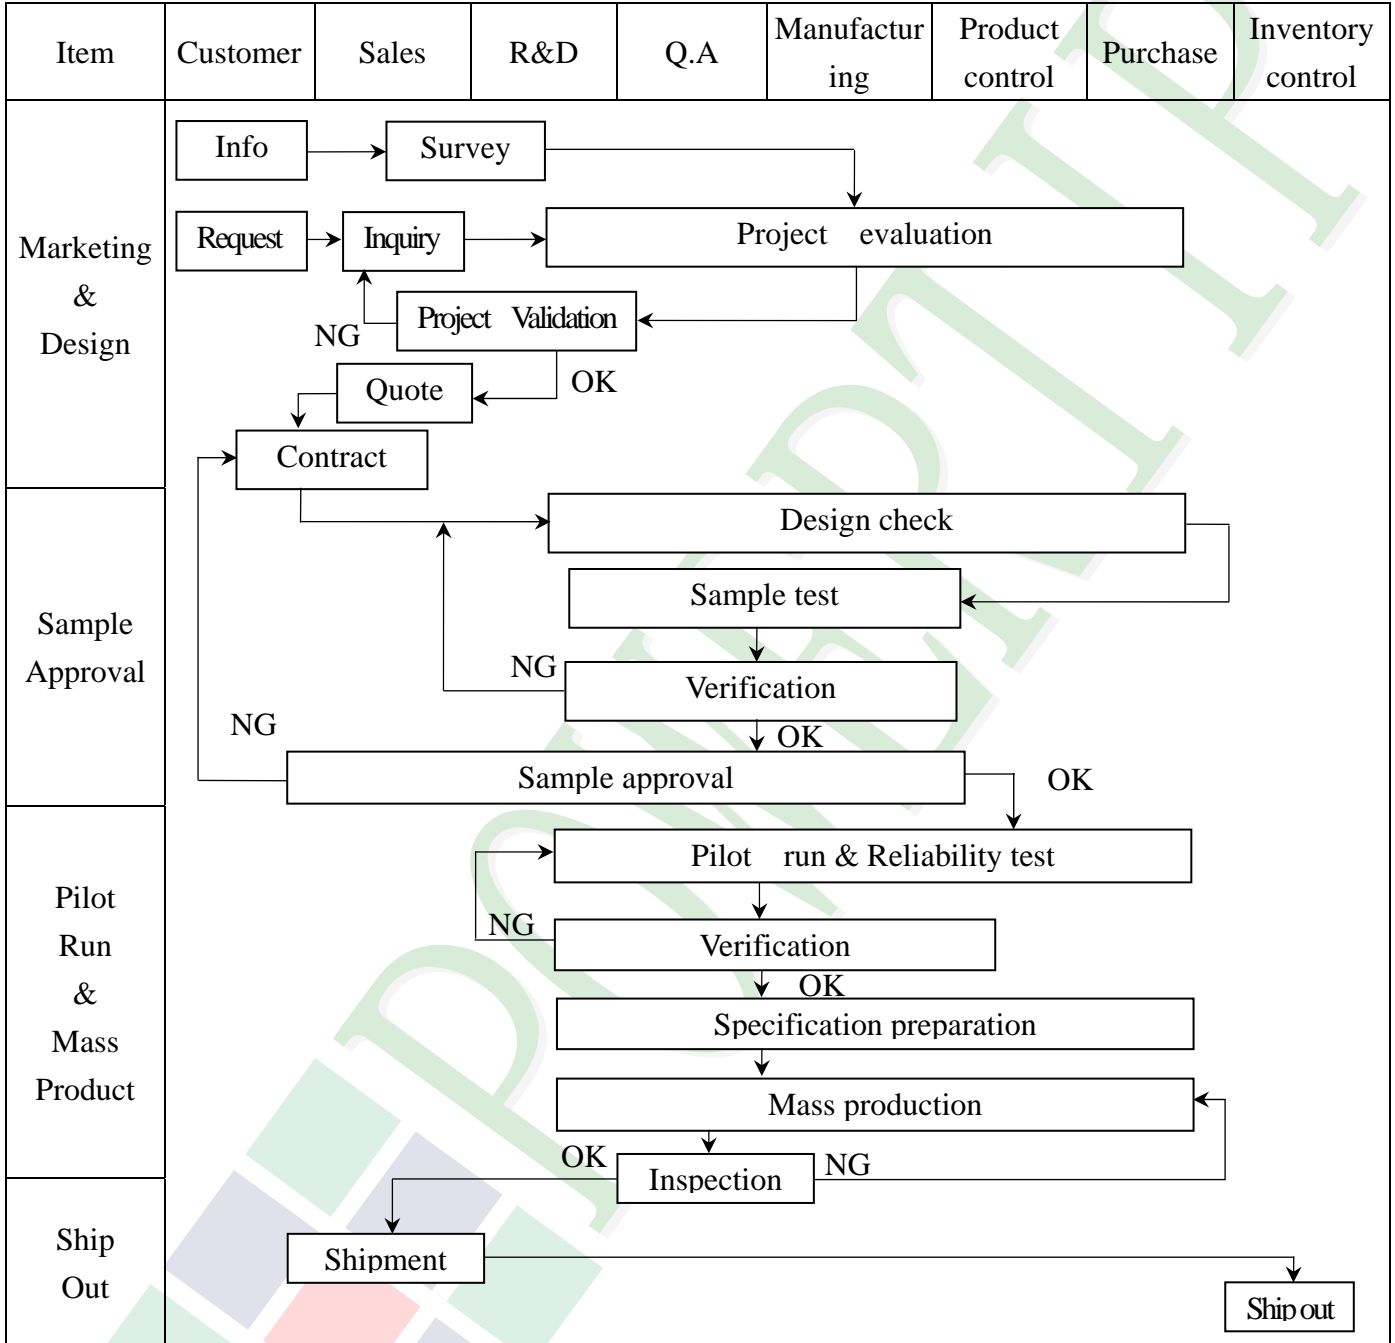 Item
Customer
Sales
R&D
Q.A
Manufactur
ing
Product
control
Purchase
Inventory
control
Marketing
&
Design
Info
Survey
Request
Inquiry
Project evaluation
NG
Project Validation
Quote
OK
Contract
Sample
Approval
Design check
Sample test
NG
Verification
NG
OK
Sample approval
OK
Pilot
Run
&
Mass
Product
Pilot run & Reliability test
NG
Verification
OK
Specification preparation
Mass production
OK
Inspection
NG
Ship
Out
Shipment
Ship out
POWERTIP